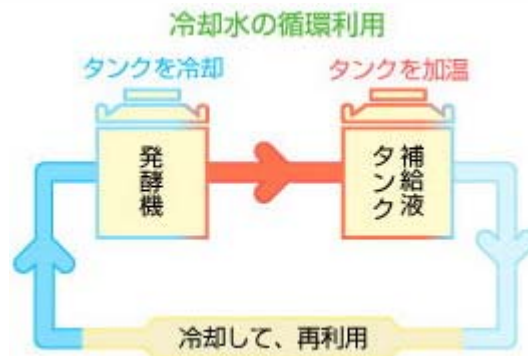 冷却水の循環利用
タンクを冷却
タンクを加温
発酵機
補給液
タンク
冷却して、再利用